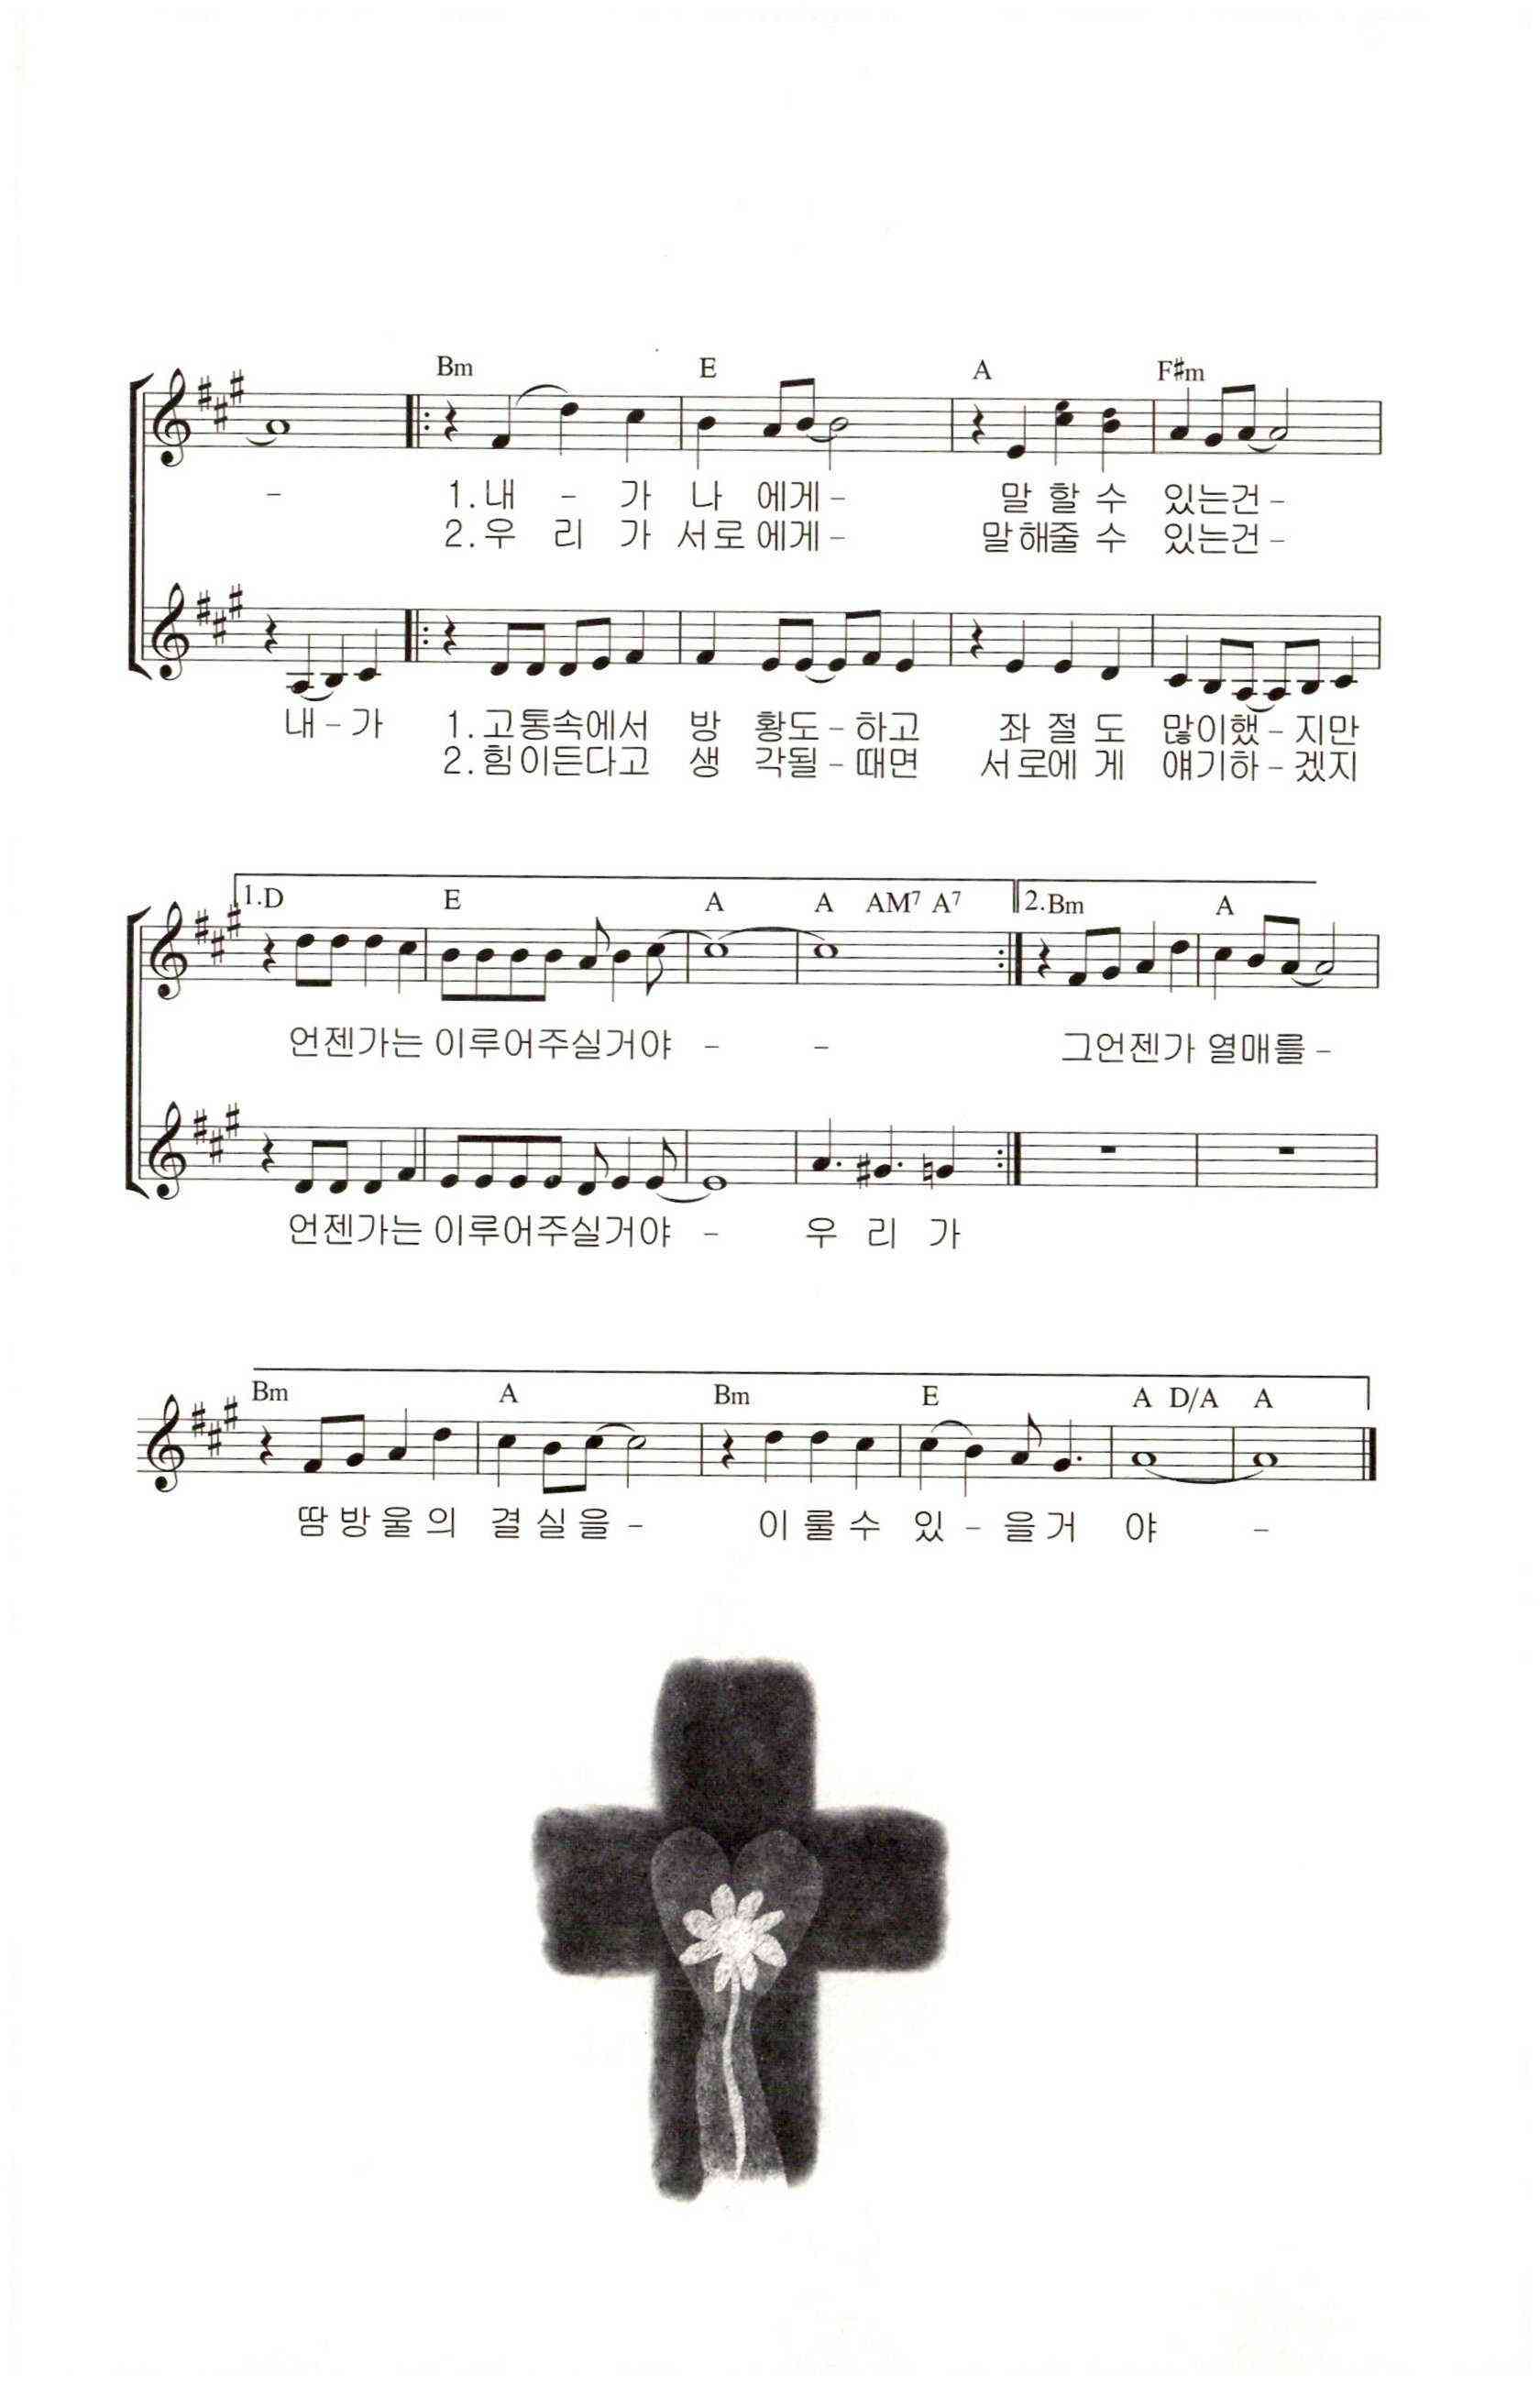 Bm E A F#m
-
1.내 - 가 나 에게- 말 할 수 있는건-
2.우 리 가 서로에게- 말해줄 수 있는건-
내-가 1.고통속에서 방 황도-하고 좌 절 도 많이했-지만
2.힘이든다고 생 각될-때면 서로에 게 얘기하-겠지
1.D E A A AM7 A7 2.Bm A
언젠가는 이루어주실거야 - - 그언젠가 열매를-
언젠가는 이루어주실거야 - 우 리 가
Bm A Bm E A D/A A
땀방울의 결실을- 이룰수 있-을거 야 -